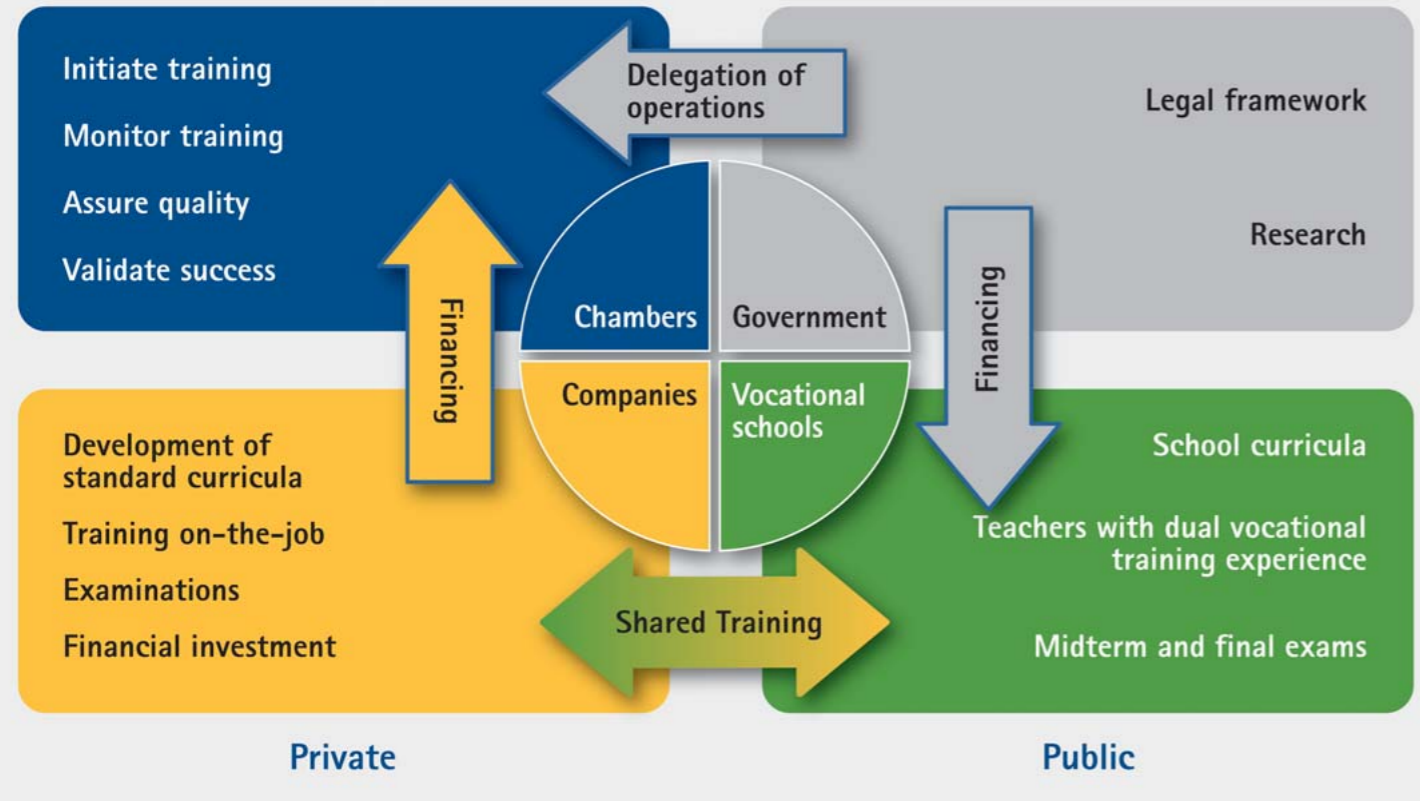 Initiate training
Monitor training
Assure quality
Validate success
Delegation of
operations
Legal framework
Research
Financing
Chambers
Government
Financing
Companies
Vocational
schools
Development of
standard curricula
Training on-the-job
Examinations
Financial investment
School curricula
Teachers with dual vocational
training experience
Midterm and final exams
Shared Training
Private
Public